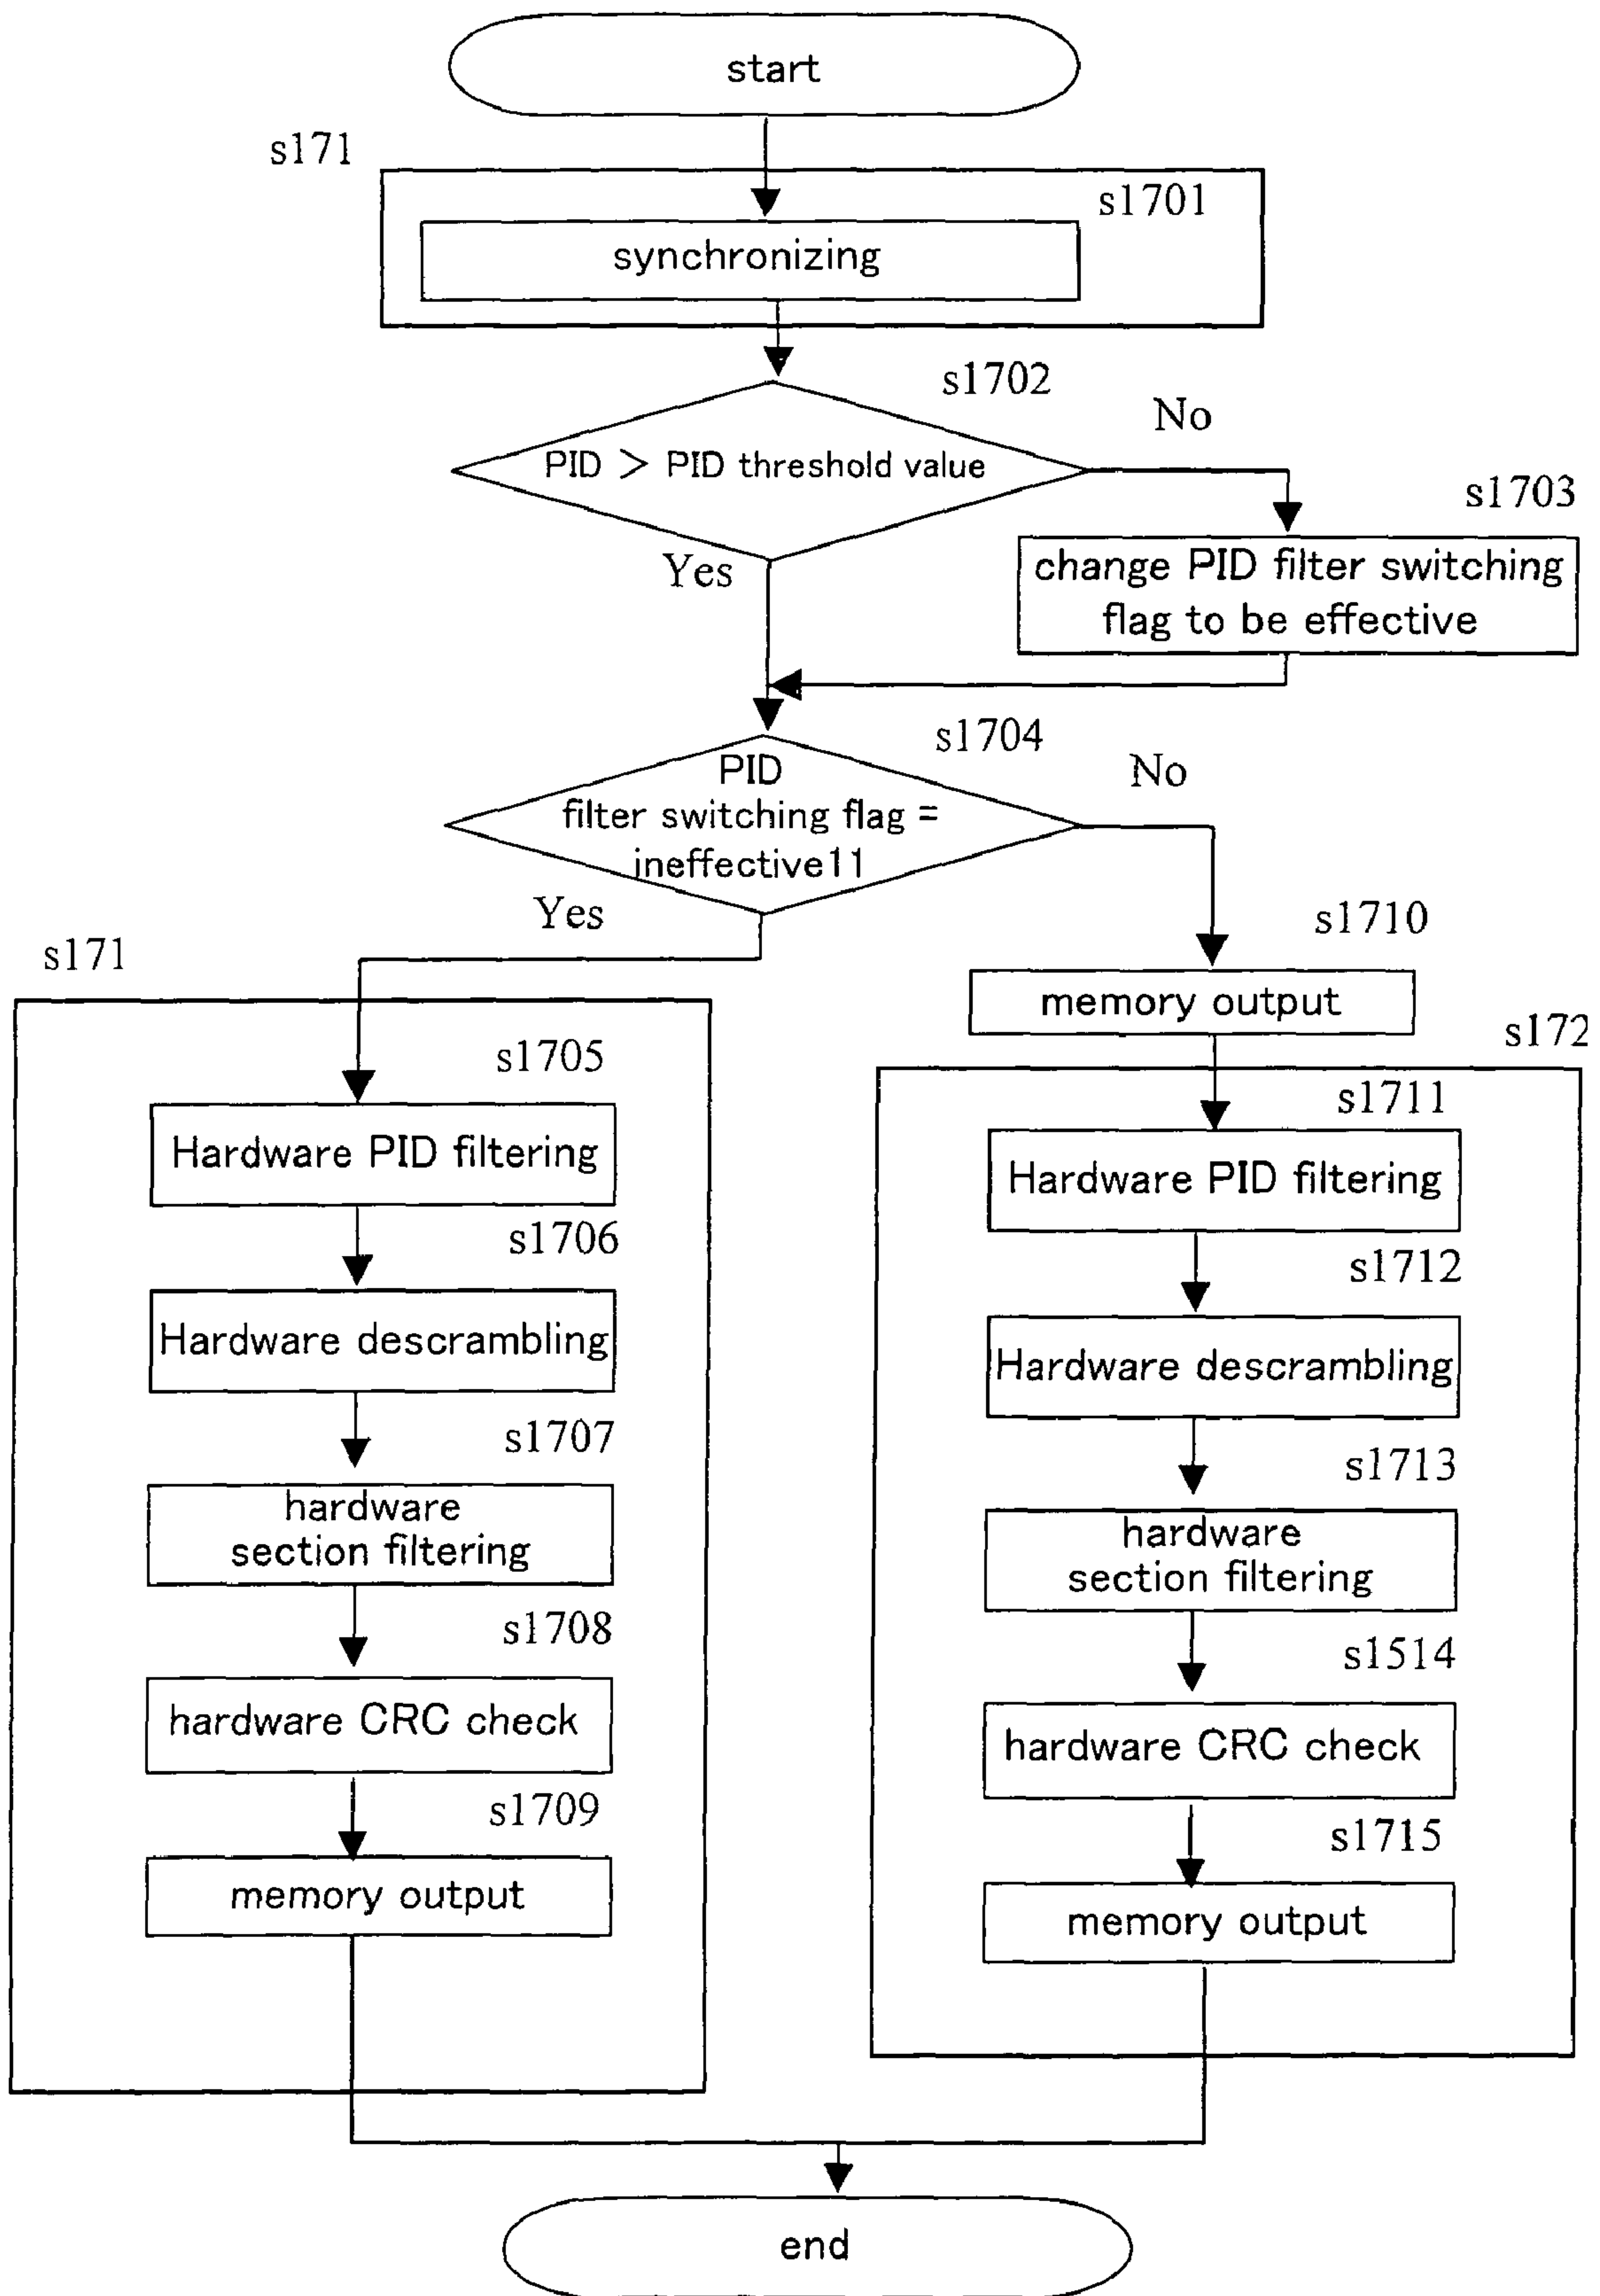 start
s171
s1701
synchronizing
s1702
No
PID > PID threshold value
s1703
Yes
change PID filter switching
flag to be effective
s1704
PID
No
filter switching flag =
ineffective11
Yes
s1710
s171
memory output
s172
s1705
s1711
Hardware PID filtering
Hardware PID filtering
s1706
s1712
Hardware descrambling
Hardware descrambling
s1707
s1713
hardware
section filtering
hardware
section filtering
s1708
s1514
hardware CRC check
hardware CRC check
s1709
s1715
memory output
memory output
end